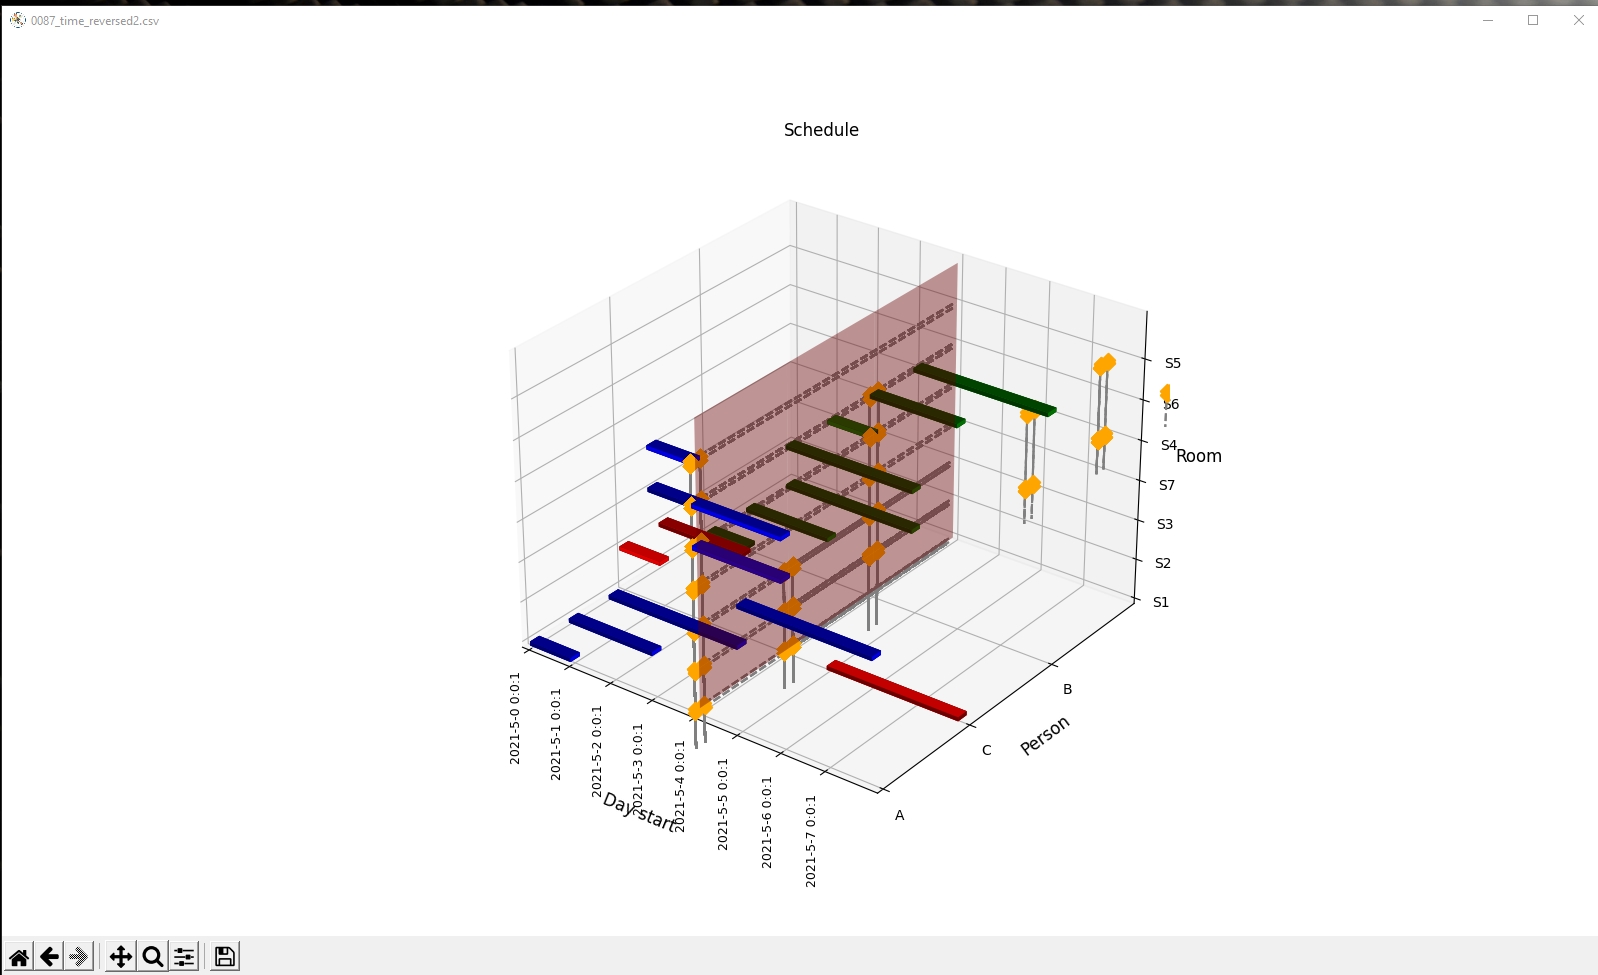 0087_time_reversed2.csv
Schedule
S5
S6
S4
Room
S7
S3
S2
S1
B
Person
C
A
2021-5-0 0:0:1
2021-5-1 0:0:1
2021-5-2 0:0:1
2021-5-3 0:0:1
2021-5-4 0:0:1
2021-5-5 0:0:1
2021-5-6 0:0:1
2021-5-7 0:0:1
Day start